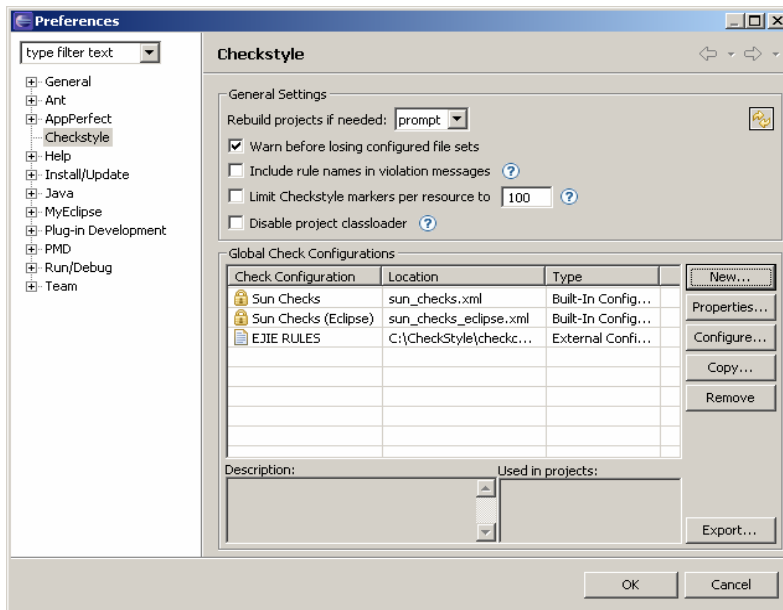 Preferences
type filter text
Checkstyle
General
Ant
AppPerfect
Checkstyle
Help
Install/Update
Java
MyEclipse
Plug-in Development
PMD
Run/Debug
Team
General Settings
Rebuild projects if needed: prompt
Warn before losing configured file sets
Include rule names in violation messages ?
Limit Checkstyle markers per resource to 100 ?
Disable project classloader ?
Global Check Configurations
Check Configuration Location Type
Sun Checks sun_checks.xml Built-In Config...
Sun Checks (Eclipse) sun_checks_eclipse.xml Built-In Config...
EJIE RULES C:\CheckStyle\checkc... External Confi...
New...
Properties...
Configure...
Copy...
Remove
Description: Used in projects:
Export...
OK Cancel